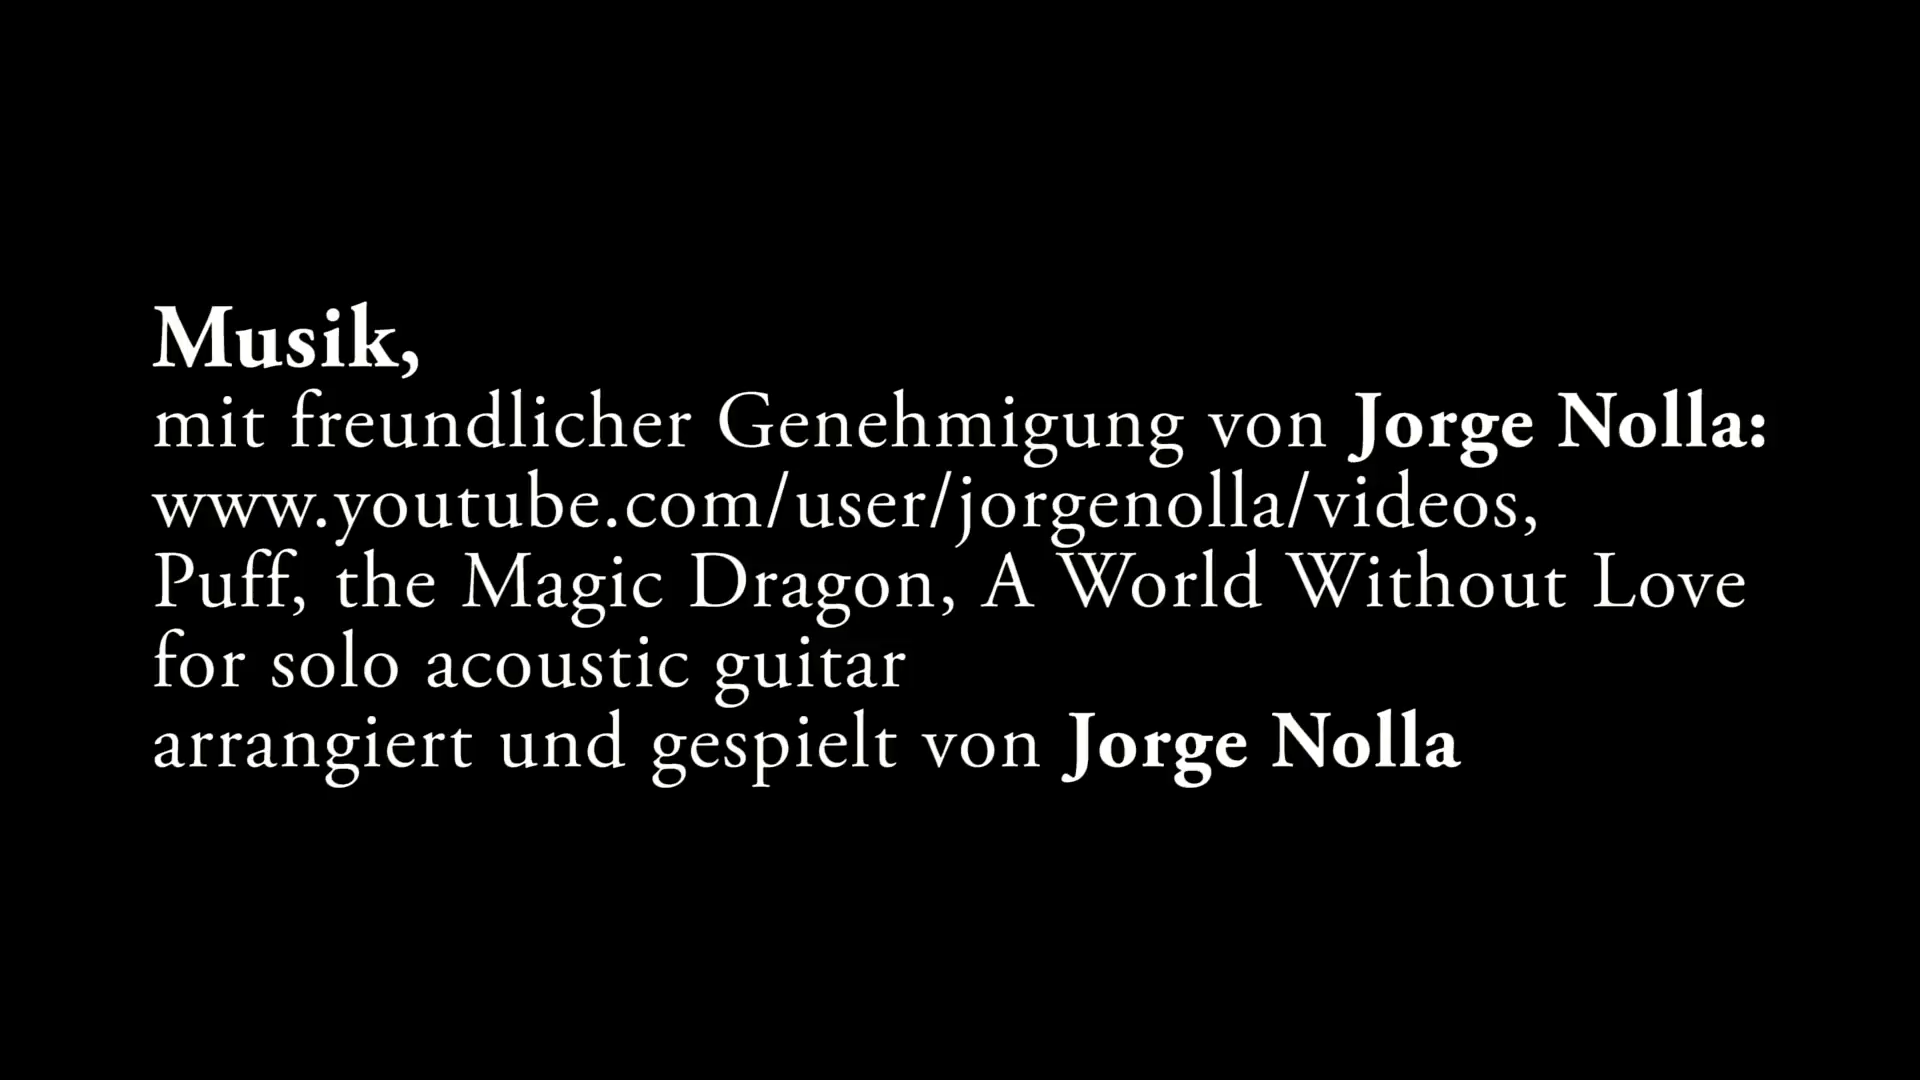 Musik,
mit freundlicher Genehmigung von Jorge Nolla:
www.youtube.com/user/jorgenolla/videos,
Puff, the Magic Dragon, A World Without Love
for solo acoustic guitar
arrangiert und gespielt von Jorge Nolla